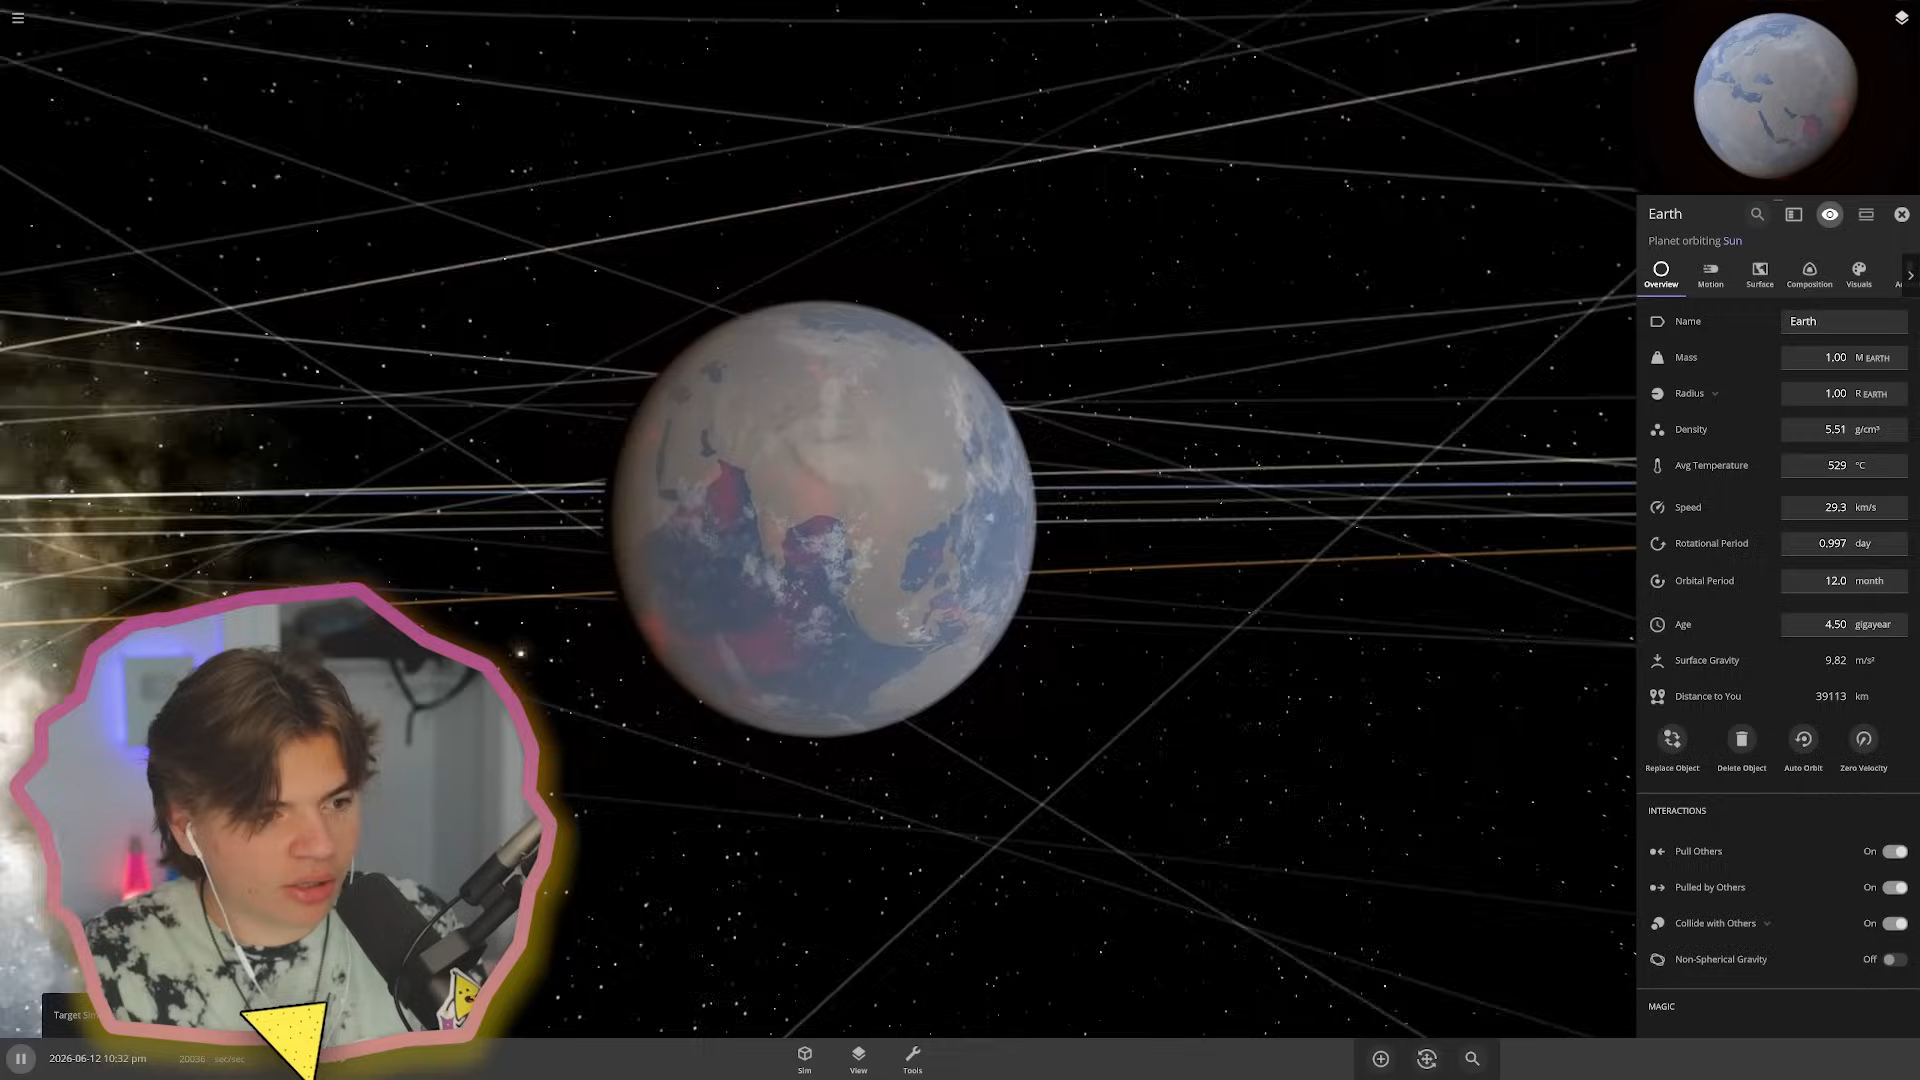 Earth
Planet orbiting Sun
Overview
Motion
Surface
Composition
Visuals
Name Earth
Mass 1.00 M EARTH
Radius 1.00 R EARTH
Density 5.51 g/cm³
Avg Temperature 529 °C
Speed 29.3 km/s
Rotational Period 0.997 day
Orbital Period 12.0 month
Age 4.50 gigayear
Surface Gravity 9.82 m/s²
Distance to You 39113 km
Replace Object
Delete Object
Auto Orbit
Zero Velocity
INTERACTIONS
Pull Others On
Pulled by Others On
Collide with Others On
Non-Spherical Gravity Off
MAGIC
Target
2026-06-12 10:32 pm
20036 sec/sec
Sim
View
Tools